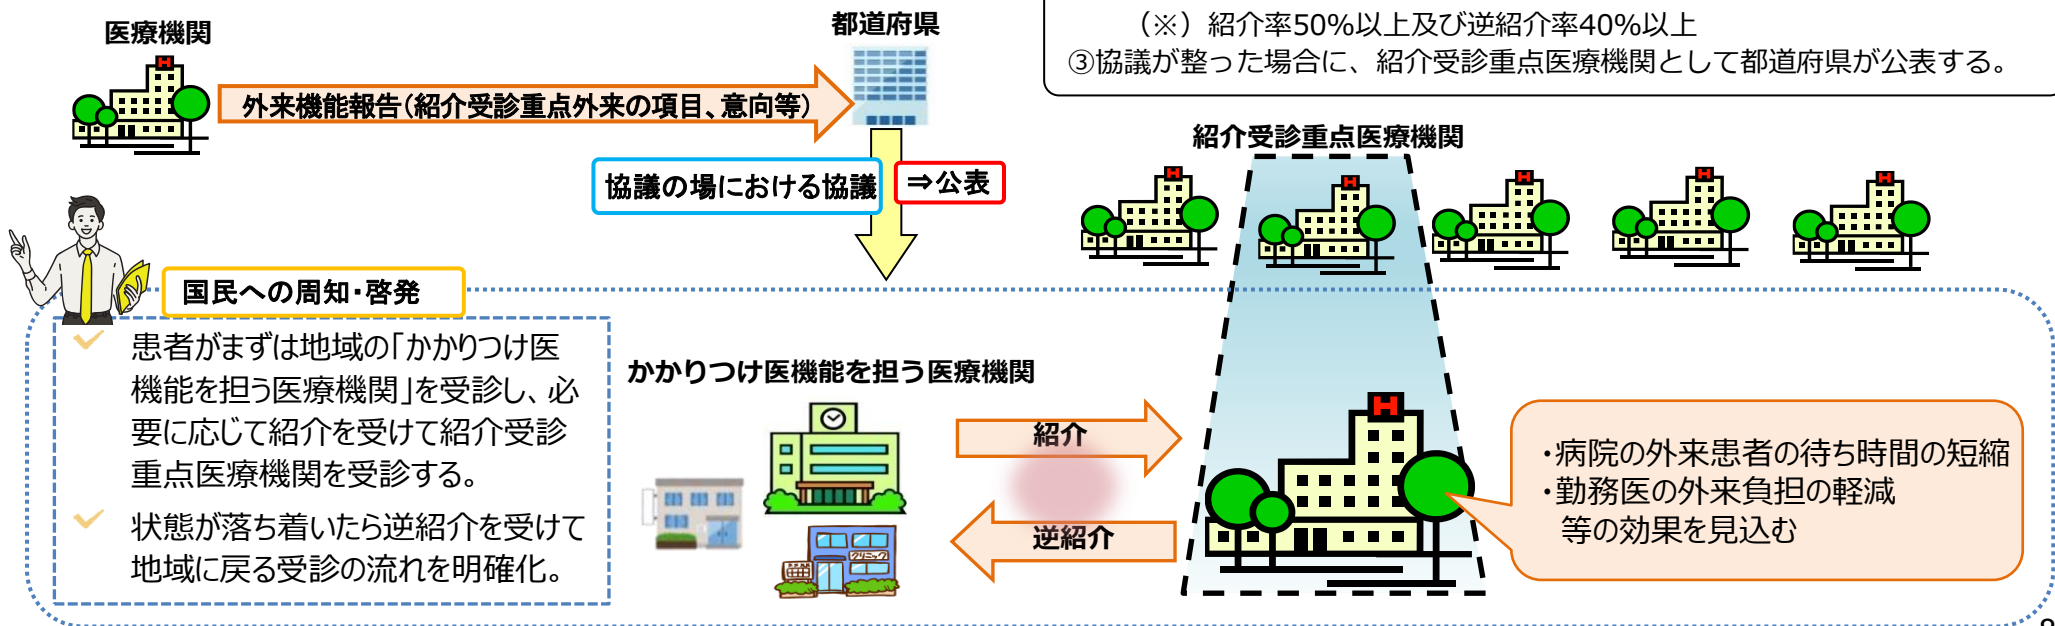 （※）紹介率50%以上及び逆紹介率40%以上
③協議が整った場合に、紹介受診重点医療機関として都道府県が公表する。
医療機関
都道府県
外来機能報告(紹介受診重点外来の項目、意向等)
協議の場における協議
⇒公表
紹介受診重点医療機関
国民への周知・啓発
患者がまずは地域の「かかりつけ医
機能を担う医療機関」を受診し、必
要に応じて紹介を受けて紹介受診
重点医療機関を受診する。
状態が落ち着いたら逆紹介を受けて
地域に戻る受診の流れを明確化。
かかりつけ医機能を担う医療機関
クリニック
紹介
逆紹介
・病院の外来患者の待ち時間の短縮
・勤務医の外来負担の軽減
等の効果を見込む